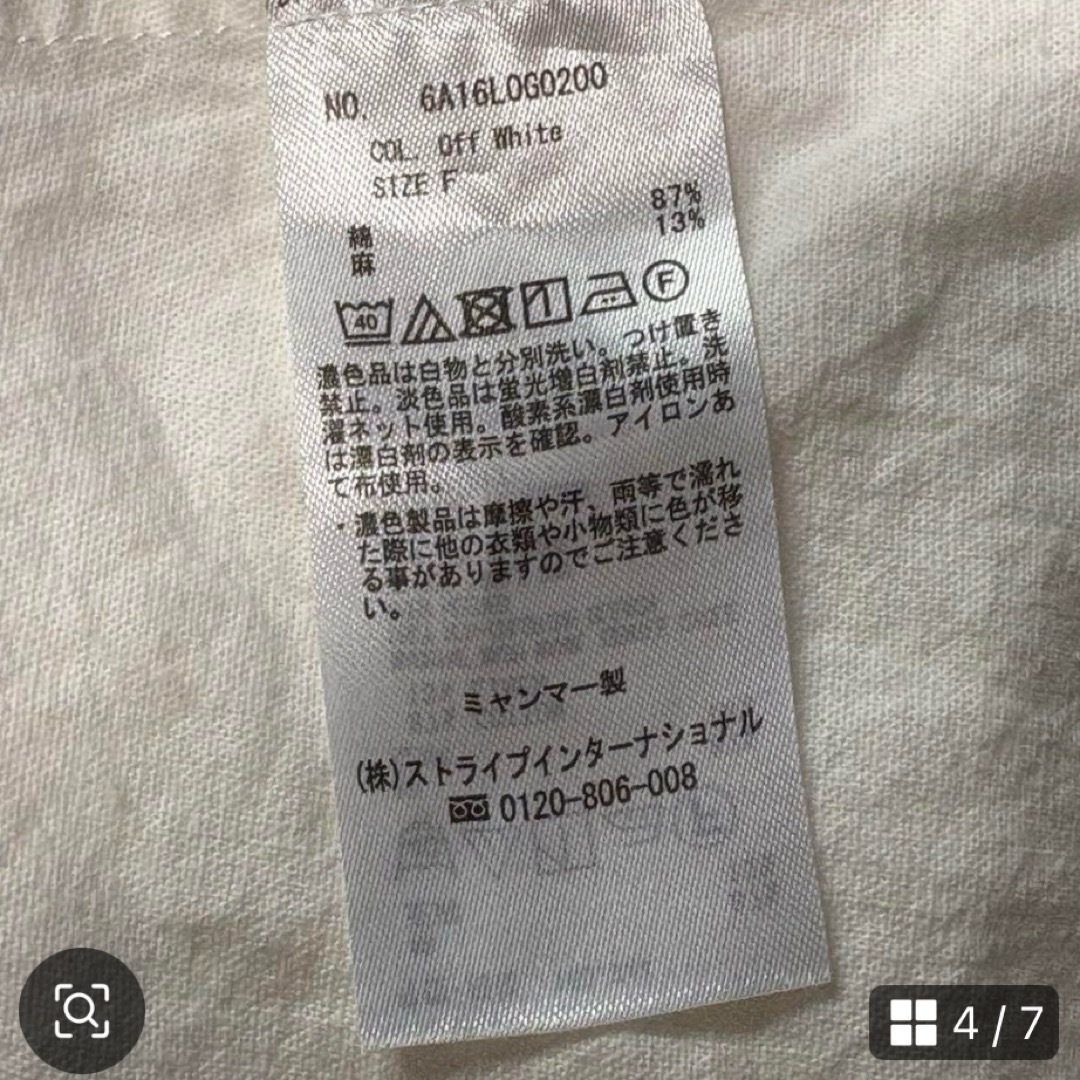 NO. 6A16L0G0200
COL. Off White
SIZE F
綿 87%
麻 13%
40
F
濃色品は白物と分別洗い。つけ置き
禁止。淡色品は蛍光増白剤禁止。洗
濯ネット使用。酸素系漂白剤使用時
は漂白剤の表示を確認。アイロンあ
て布使用。
・濃色製品は摩擦や汗、雨等で濡れ
た際に他の衣類や小物類に色が移
る事がありますのでご注意くださ
い。
ミャンマー製
(株)ストライプインターナショナル
0120-806-008
4 / 7